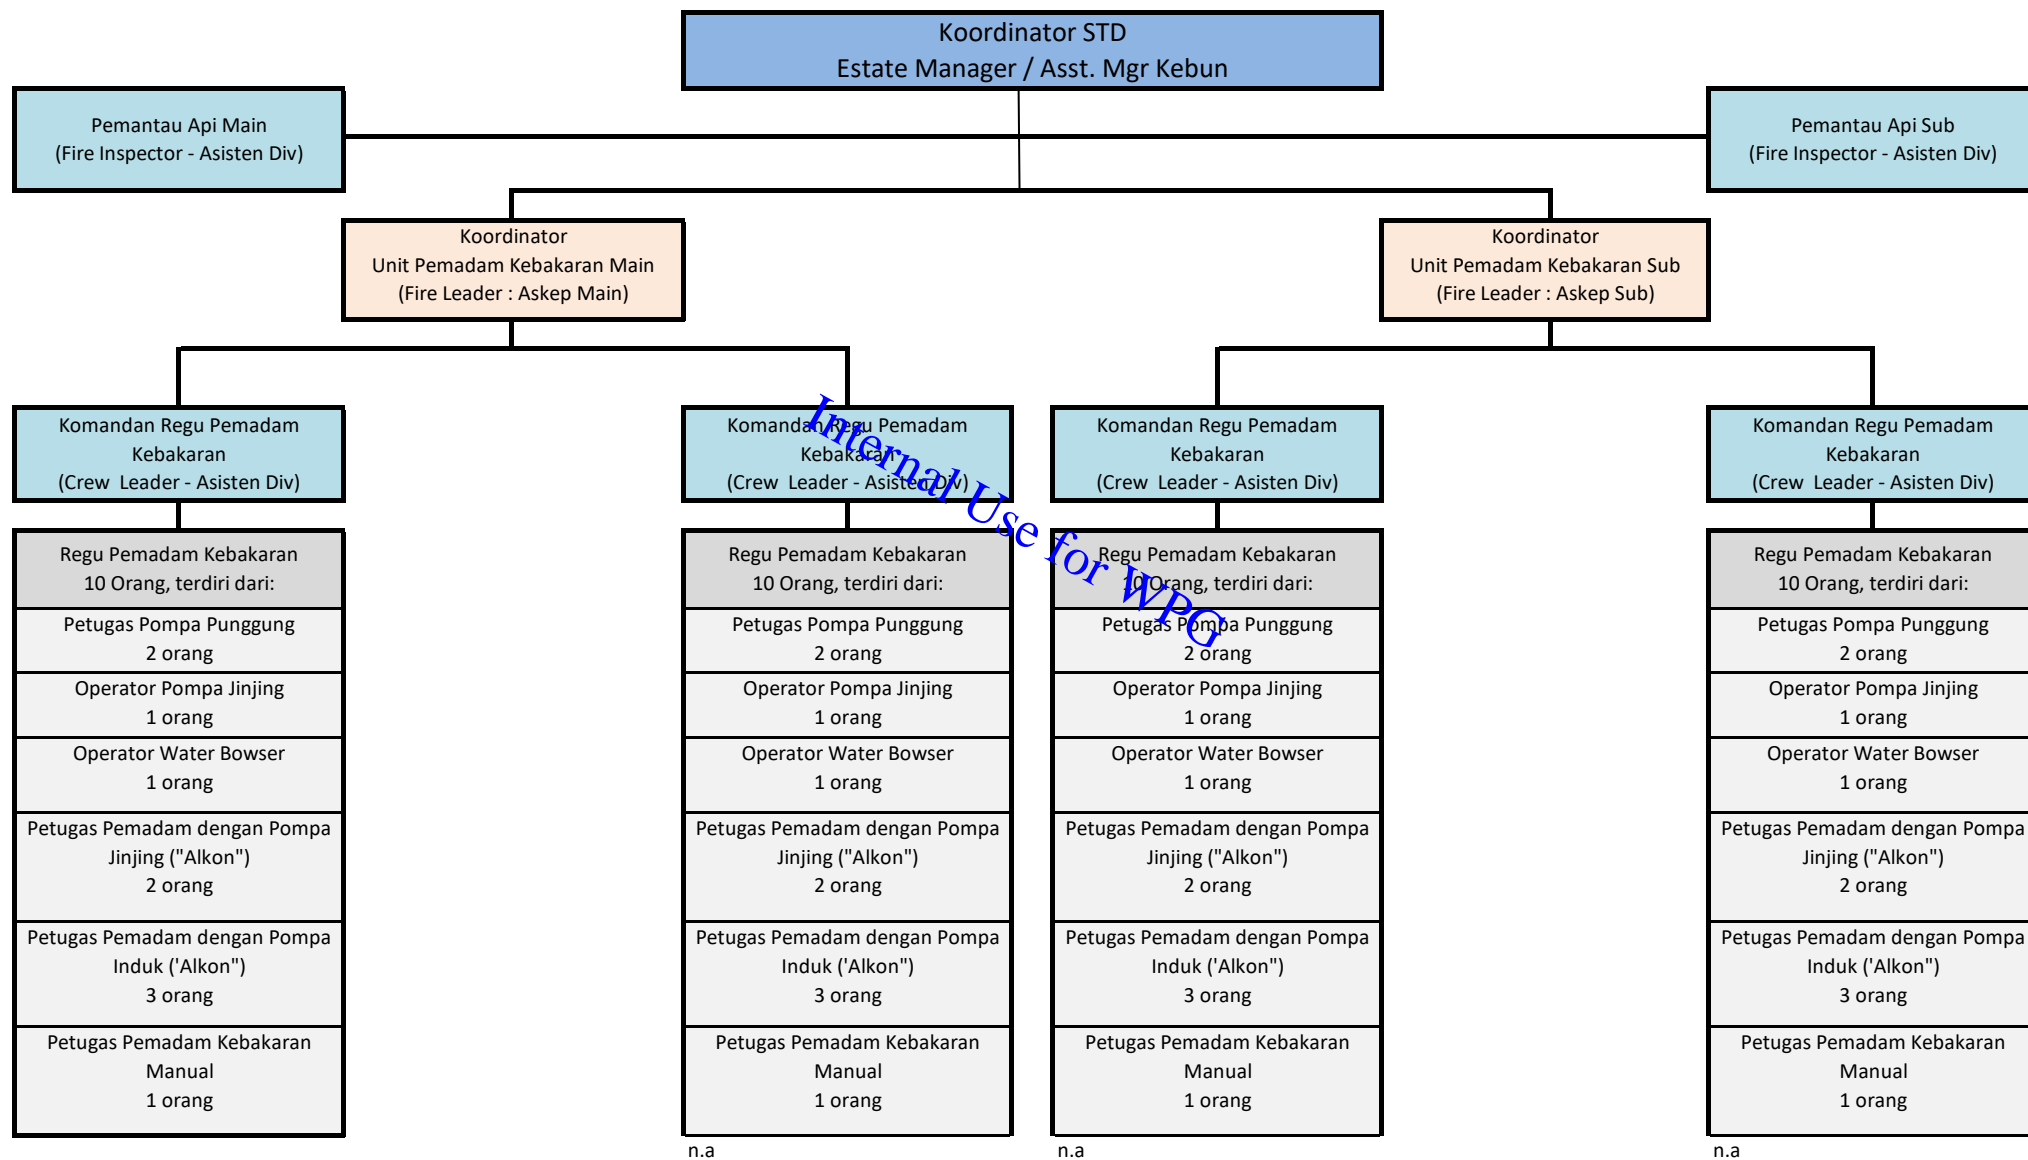 Koordinator STD
Estate Manager / Asst. Mgr Kebun
Pemantau Api Main
(Fire Inspector - Asisten Div)
Pemantau Api Sub
(Fire Inspector - Asisten Div)
Koordinator
Unit Pemadam Kebakaran Main
(Fire Leader : Askep Main)
Koordinator
Unit Pemadam Kebakaran Sub
(Fire Leader : Askep Sub)
Komandan Regu Pemadam
Kebakaran
(Crew  Leader - Asisten Div)
Regu Pemadam Kebakaran
10 Orang, terdiri dari:
Petugas Pompa Punggung
2 orang
Operator Pompa Jinjing
1 orang
Operator Water Bowser
1 orang
Petugas Pemadam dengan Pompa
Jinjing ("Alkon")
2 orang
Petugas Pemadam dengan Pompa
Induk ('Alkon")
3 orang
Petugas Pemadam Kebakaran
Manual
1 orang
Komandan Regu Pemadam
Kebakaran
(Crew  Leader - Asisten Div)
Regu Pemadam Kebakaran
10 Orang, terdiri dari:
Petugas Pompa Punggung
2 orang
Operator Pompa Jinjing
1 orang
Operator Water Bowser
1 orang
Petugas Pemadam dengan Pompa
Jinjing ("Alkon")
2 orang
Petugas Pemadam dengan Pompa
Induk ('Alkon")
3 orang
Petugas Pemadam Kebakaran
Manual
1 orang
n.a
Komandan Regu Pemadam
Kebakaran
(Crew  Leader - Asisten Div)
Regu Pemadam Kebakaran
10 Orang, terdiri dari:
Petugas Pompa Punggung
2 orang
Operator Pompa Jinjing
1 orang
Operator Water Bowser
1 orang
Petugas Pemadam dengan Pompa
Jinjing ("Alkon")
2 orang
Petugas Pemadam dengan Pompa
Induk ('Alkon")
3 orang
Petugas Pemadam Kebakaran
Manual
1 orang
n.a
Komandan Regu Pemadam
Kebakaran
(Crew  Leader - Asisten Div)
Regu Pemadam Kebakaran
10 Orang, terdiri dari:
Petugas Pompa Punggung
2 orang
Operator Pompa Jinjing
1 orang
Operator Water Bowser
1 orang
Petugas Pemadam dengan Pompa
Jinjing ("Alkon")
2 orang
Petugas Pemadam dengan Pompa
Induk ('Alkon")
3 orang
Petugas Pemadam Kebakaran
Manual
1 orang
n.a
Internal Use for WPG